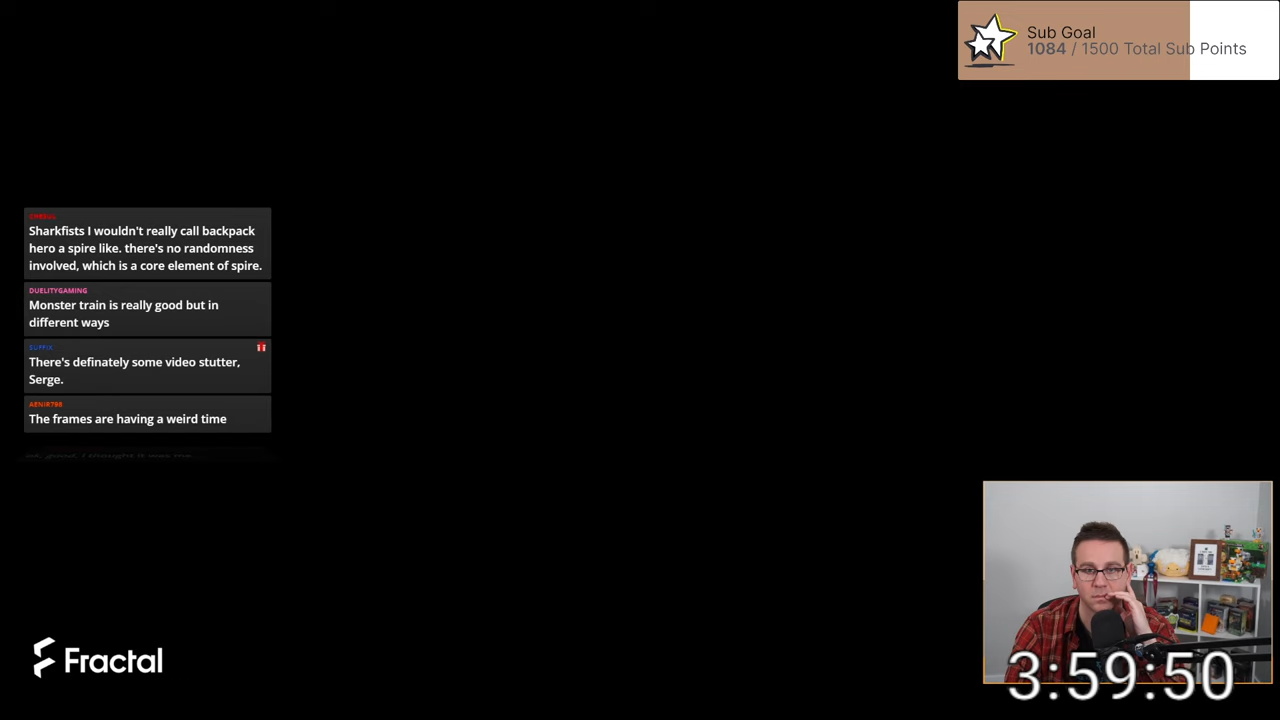 Sub Goal
1084 / 1500 Total Sub Points
Sharkfists I wouldn't really call backpack
hero a spire like. there's no randomness
involved, which is a core element of spire.
DUELITYGAMING
Monster train is really good but in
different ways
SUFFIX
There's definately some video stutter,
Serge.
AENIR798
The frames are having a weird time
Fractal
3:59:50